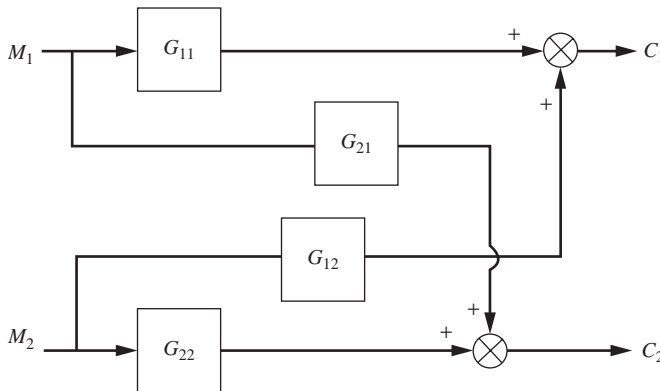 M₁ G₁₁ + C₁
+
G₂₁
G₁₂
+
M₂ G₂₂ + C₂